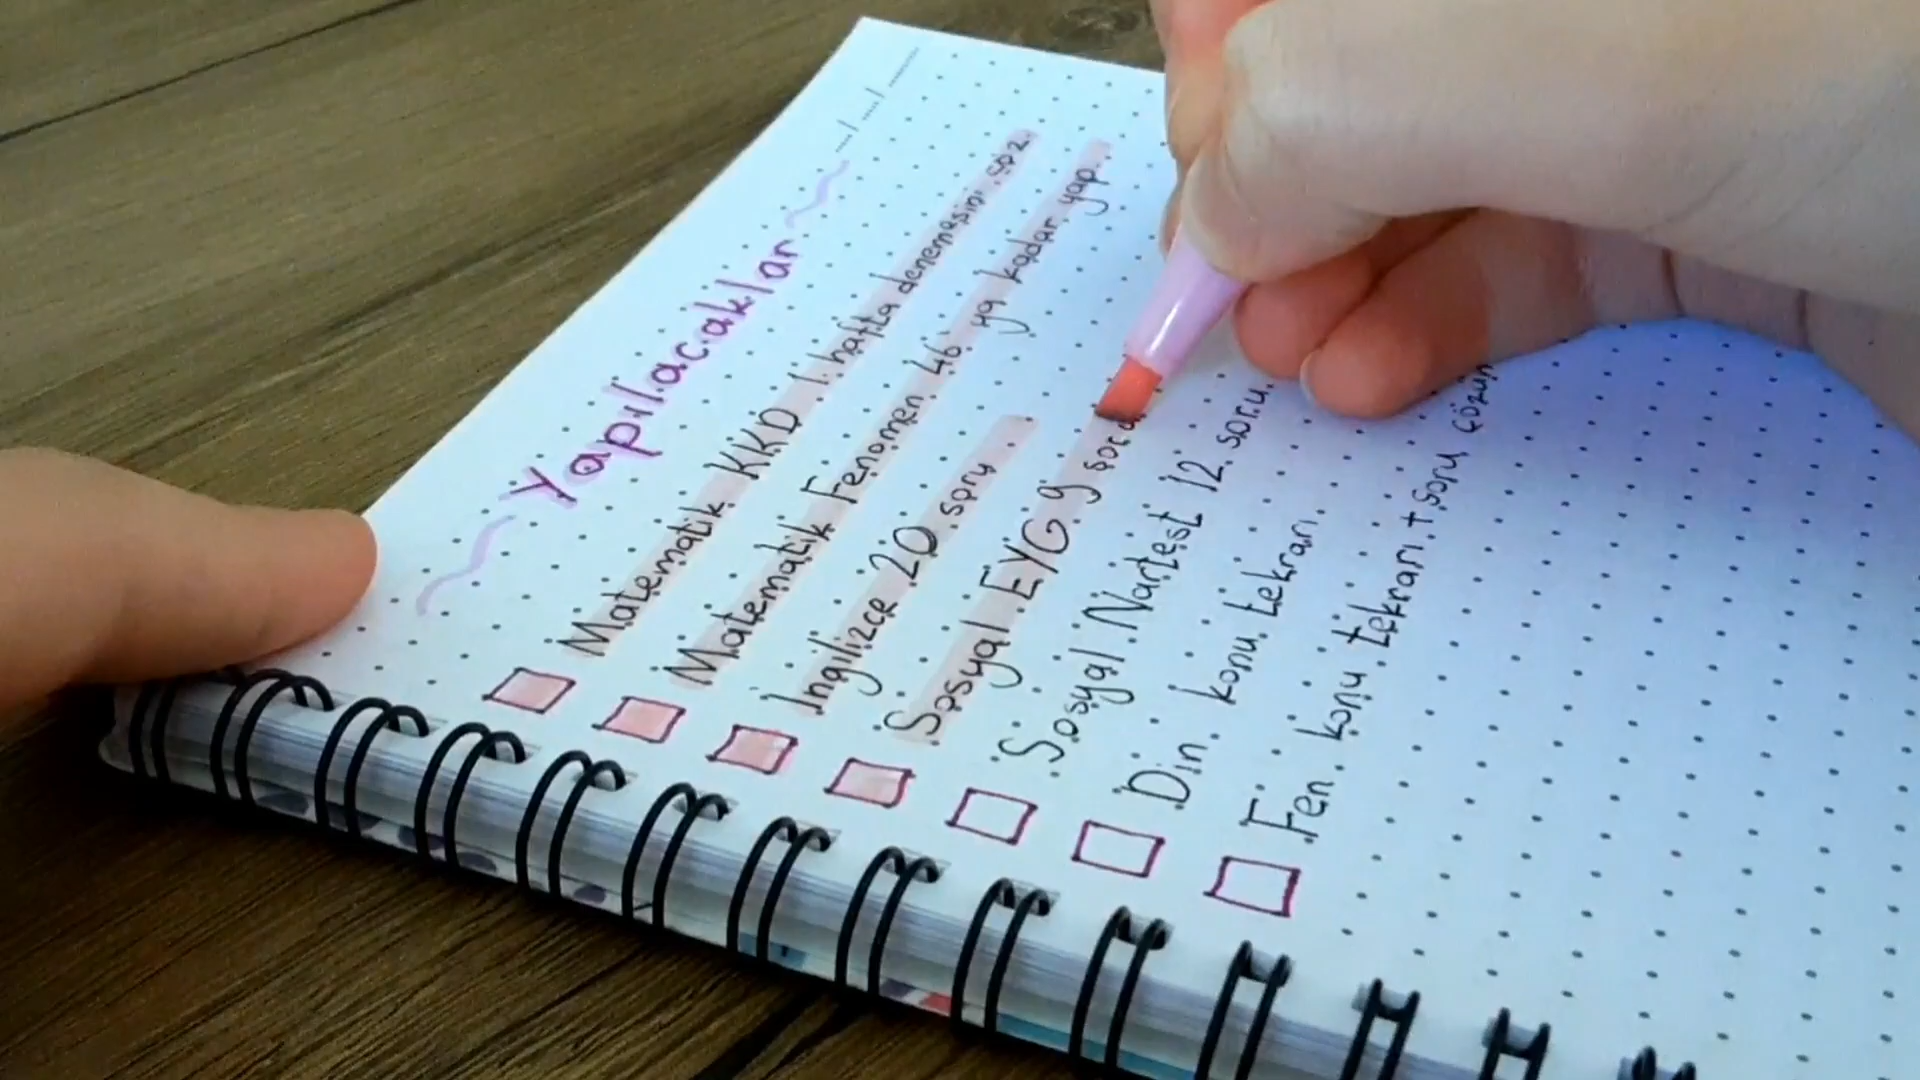 ~ Yapılacaklar ~
Matematik KKD 1. hafta denemesini çöz.
Matematik Fenomen 46 ya kadar yap.
İngilizce 20 soru
Sosyal EYG 9
Sosyal Nartest 12 soru.
Din konu tekrarı.
Fen konu tekrarı + soru